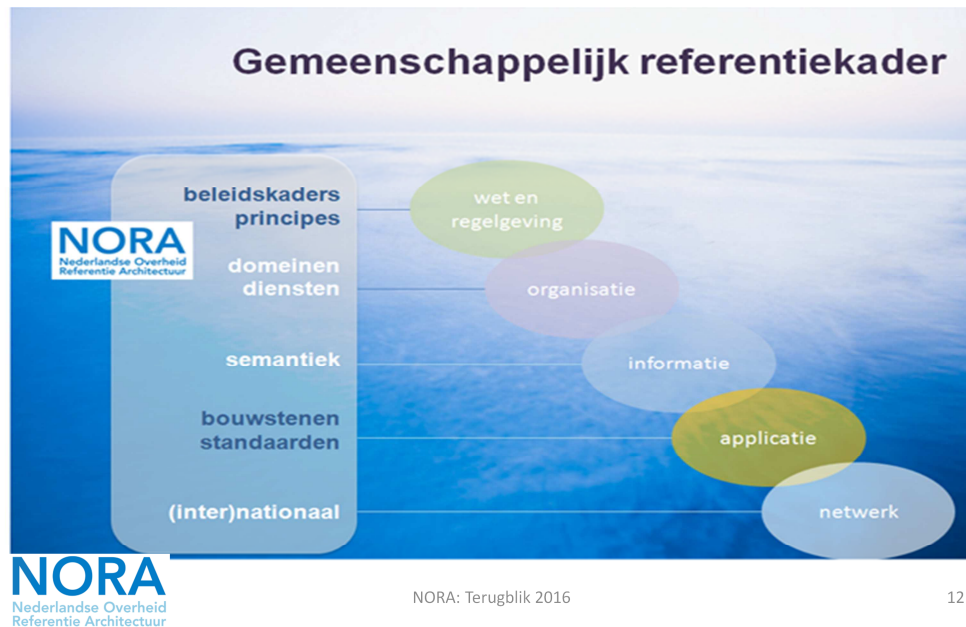 Gemeenschappelijk referentiekader
beleidskaders
principes
wet en
regelgeving
NORA
Nederlandse Overheid
Referentie Architectuur
domeinen
diensten
organisatie
semantiek
informatie
bouwstenen
standaarden
applicatie
(inter)nationaal
netwerk
NORA
Nederlandse Overheid
Referentie Architectuur
NORA: Terugblik 2016
12